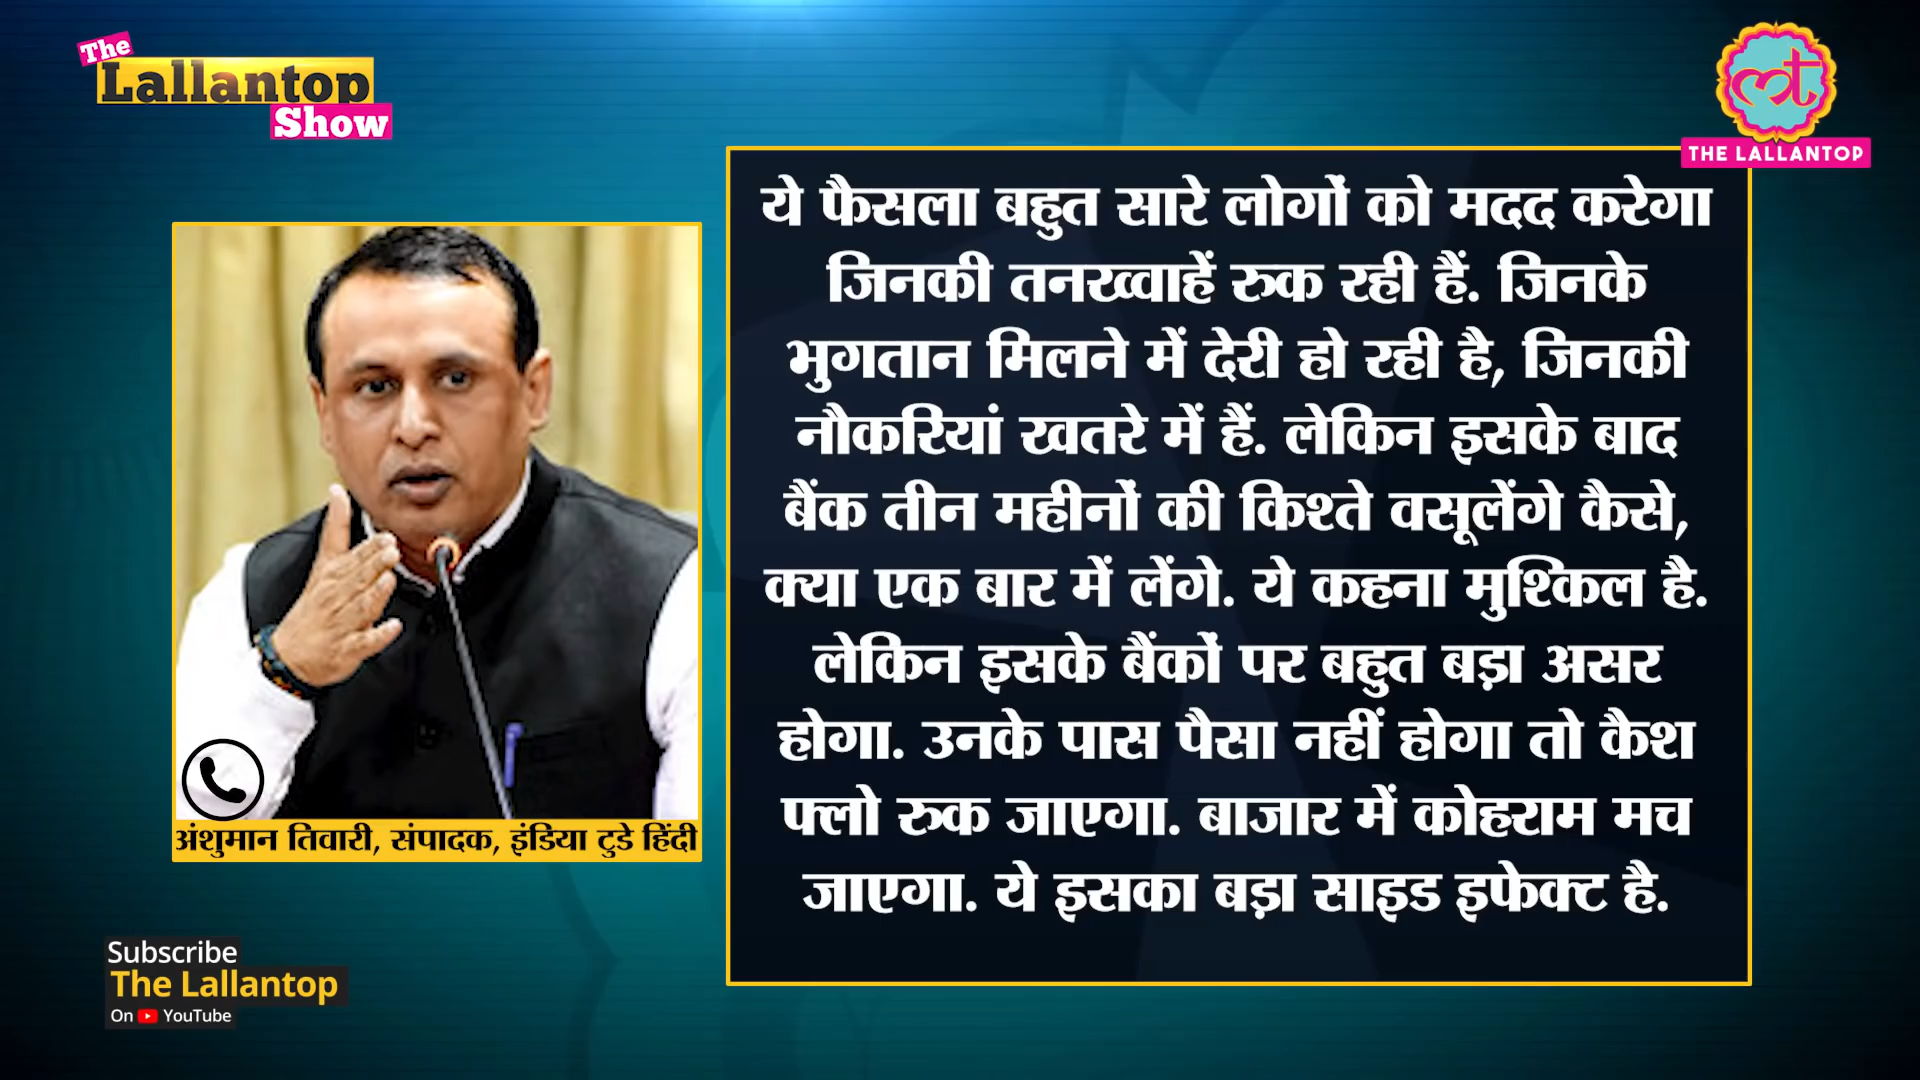 The
Lallantop
Show
mt
THE LALLANTOP
ये फैसला बहुत सारे लोगों को मदद करेगा
जिनकी तनख्वाहें रुक रही हैं. जिनके
भुगतान मिलने में देरी हो रही है, जिनकी
नौकरियां खतरे में हैं. लेकिन इसके बाद
बैंक तीन महीनों की किश्ते वसूलेंगे कैसे,
क्या एक बार में लेंगे. ये कहना मुश्किल है.
लेकिन इसके बैंकों पर बहुत बड़ा असर
होगा. उनके पास पैसा नहीं होगा तो कैश
फ्लो रुक जाएगा. बाजार में कोहराम मच
जाएगा. ये इसका बड़ा साइड इफेक्ट है.
अंशुमान तिवारी, संपादक, इंडिया टुडे हिंदी
Subscribe
The Lallantop
On YouTube